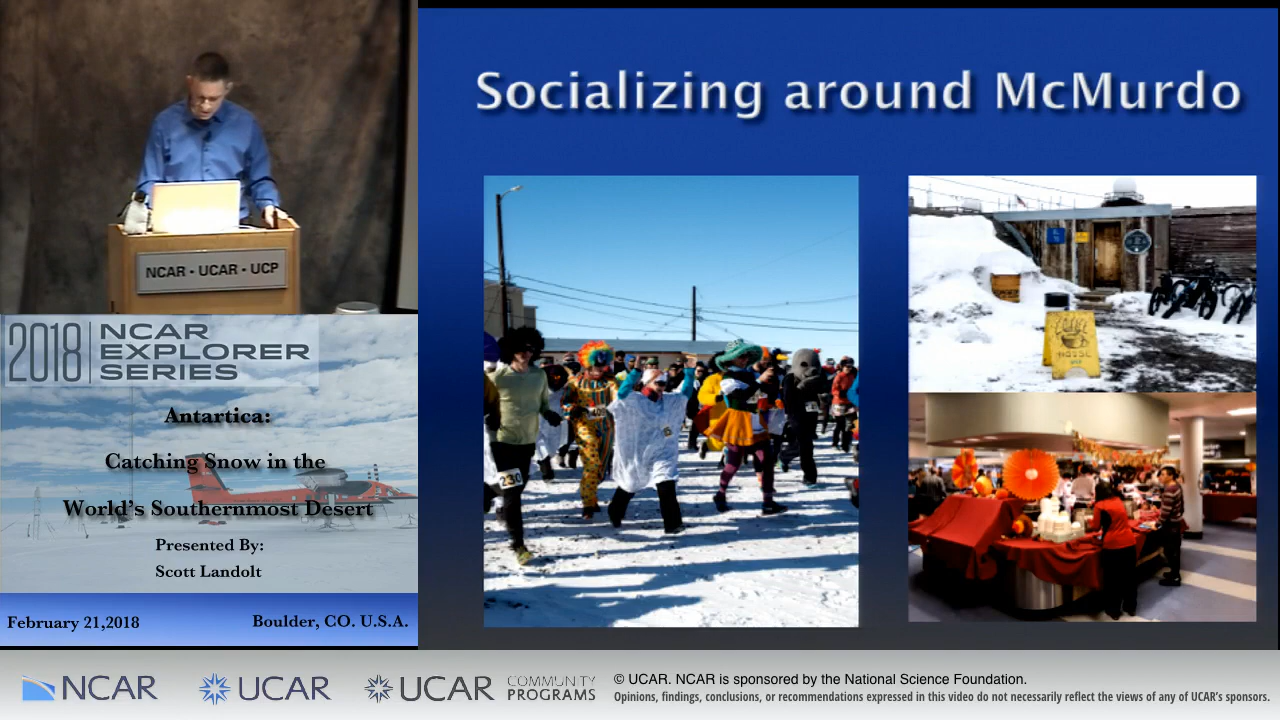 Socializing around McMurdo
NCAR • UCAR • UCP
230
2018 NCAR
EXPLORER
SERIES
Antartica:
Catching Snow in the
World's Southernmost Desert
Presented By:
Scott Landolt
February 21,2018
Boulder, CO. U.S.A.
NCAR
UCAR
UCAR
COMMUNITY
PROGRAMS
© UCAR. NCAR is sponsored by the National Science Foundation.
Opinions, findings, conclusions, or recommendations expressed in this video do not necessarily reflect the views of any of UCAR's sponsors.